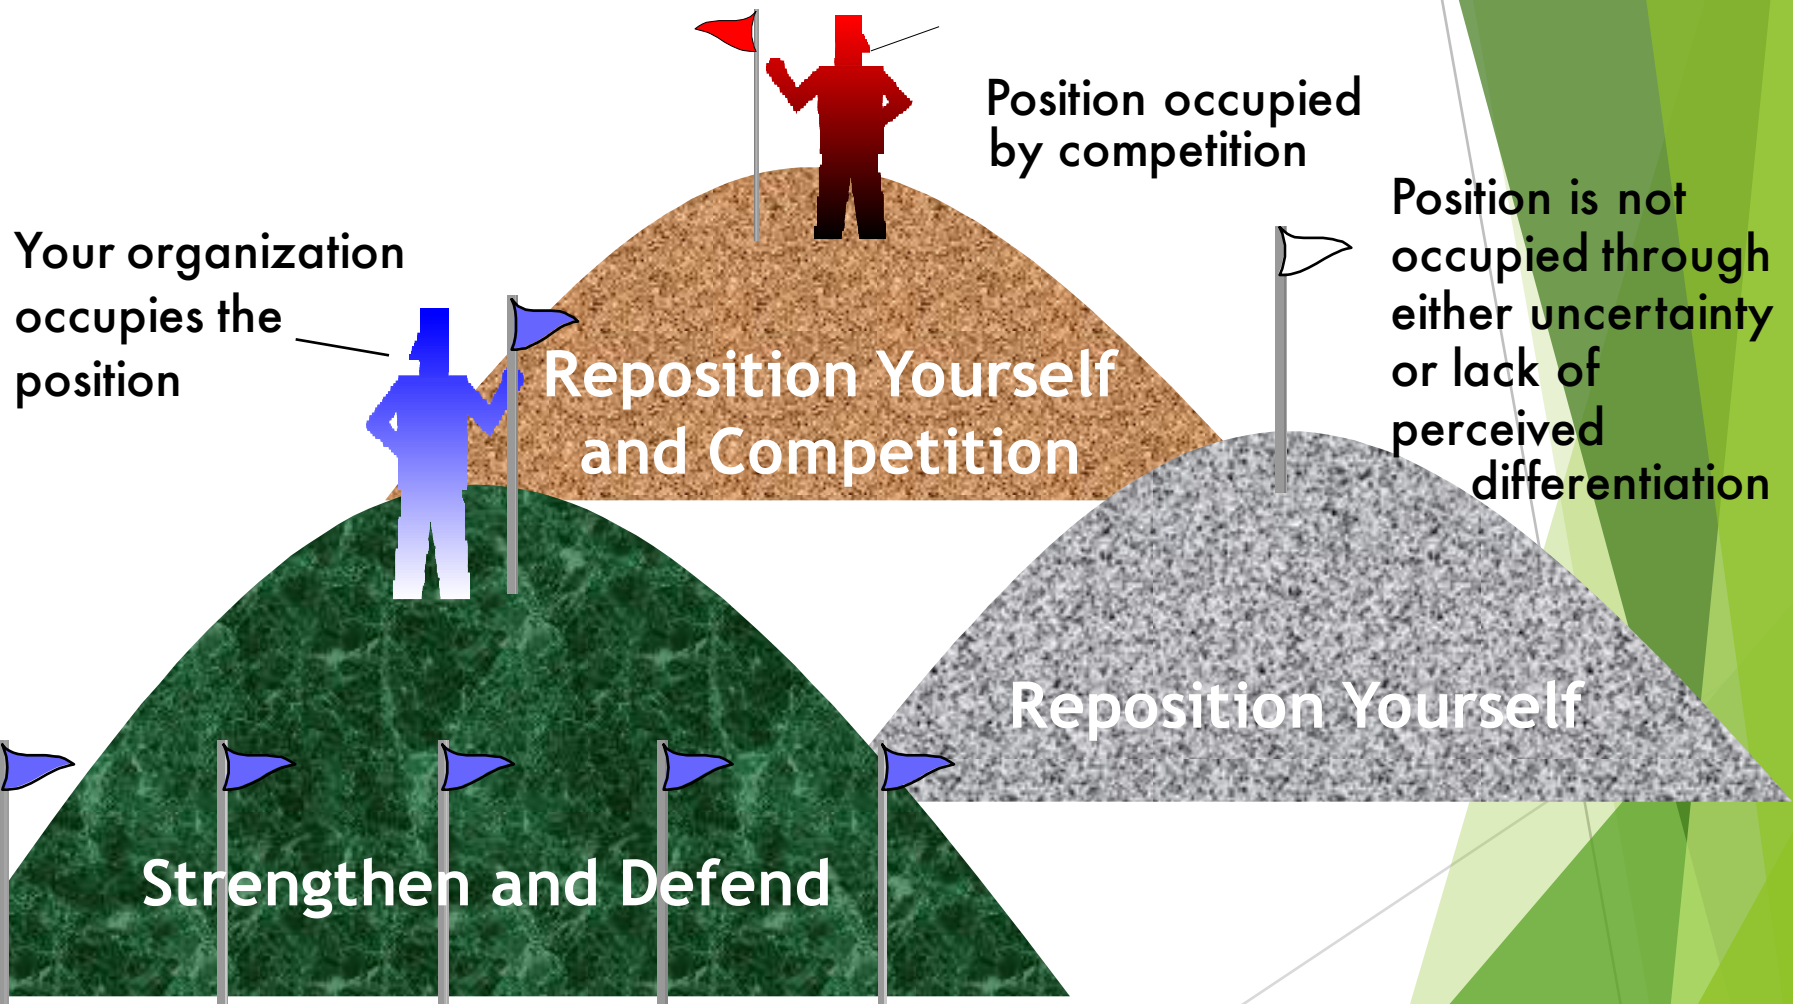 Position occupied
by competition
Your organization
occupies the
position
Position is not
occupied through
either uncertainty
or lack of
perceived
differentiation
Reposition Yourself
and Competition
Reposition Yourself
Strengthen and Defend